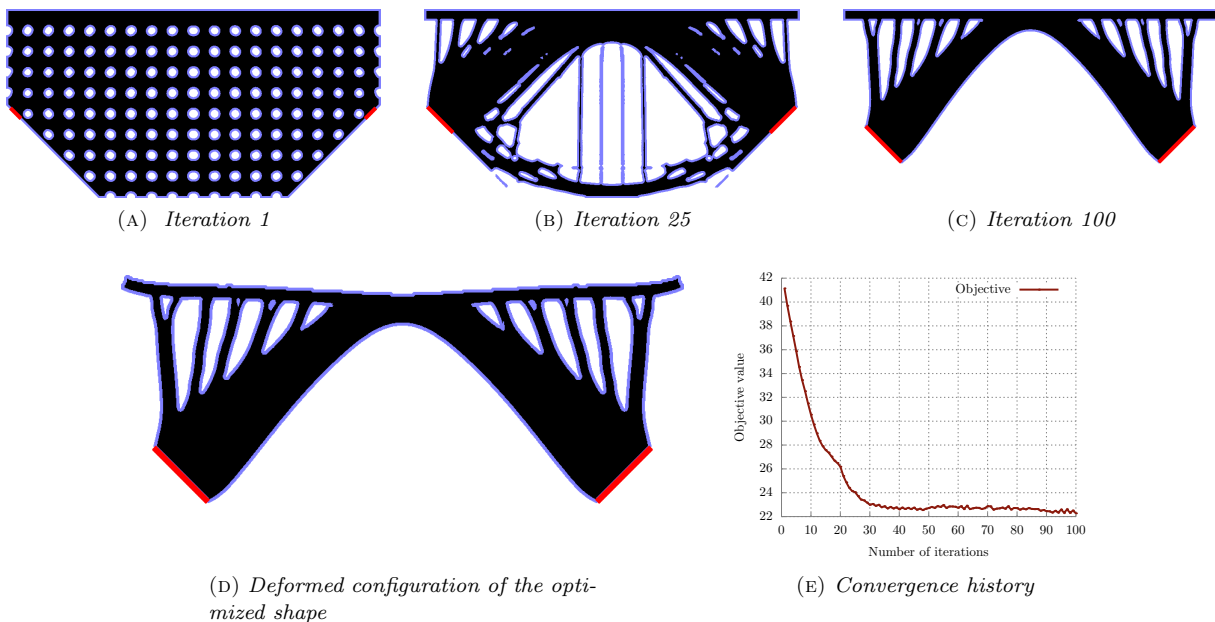 (A) Iteration 1
(B) Iteration 25
(C) Iteration 100
42
40
38
36
34
32
30
28
26
24
22
Objective value
Objective
0 10 20 30 40 50 60 70 80 90 100
Number of iterations
(D) Deformed configuration of the opti-
mized shape
(E) Convergence history